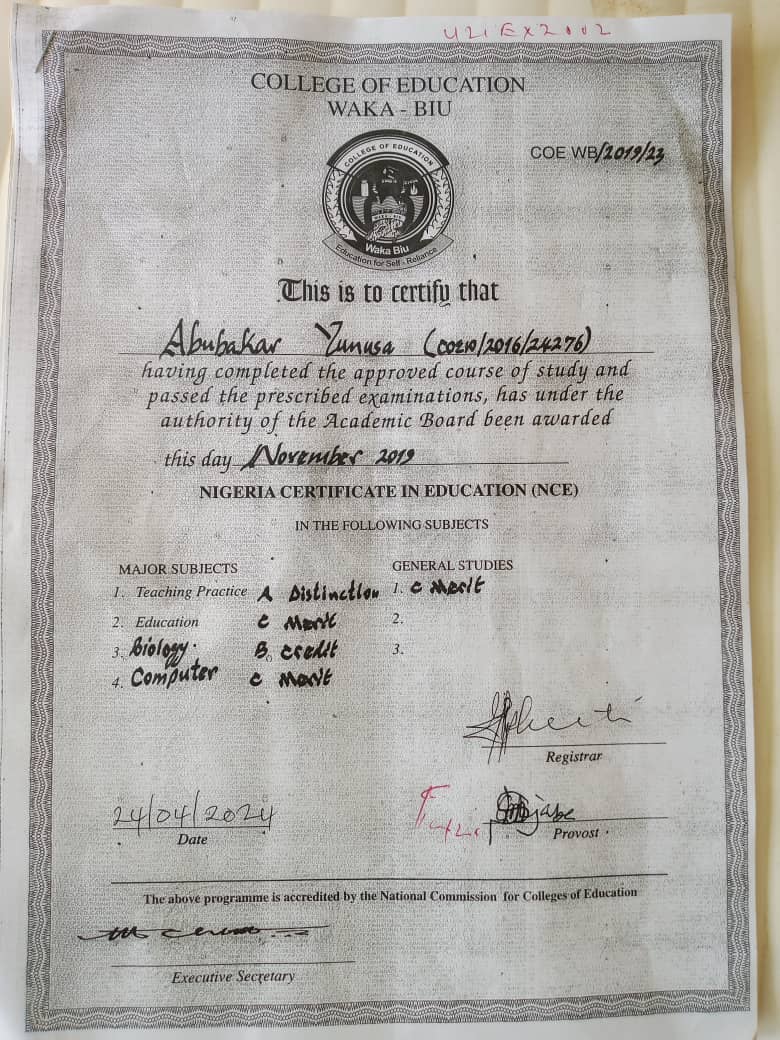 COLLEGE OF EDUCATION
WAKA - BIU
COE WB/2019/23
COLLEGE OF EDUCATION
Waka Biu
Education for Self - Reliance
This is to certify that
Abubakar Yunusa (00210/2016/24276)
having completed the approved course of study and
passed the prescribed examinations, has under the
authority of the Academic Board been awarded
this day November 2019
NIGERIA CERTIFICATE IN EDUCATION (NCE)
IN THE FOLLOWING SUBJECTS
MAJOR SUBJECTS
1. Teaching Practice A Distinction
2. Education C Merit
3. Biology B credit
4. Computer C Merit
GENERAL STUDIES
1. C Merit
2.
3.
Registrar
24/04/2024
Date
Provost
The above programme is accredited by the National Commission for Colleges of Education
Executive Secretary